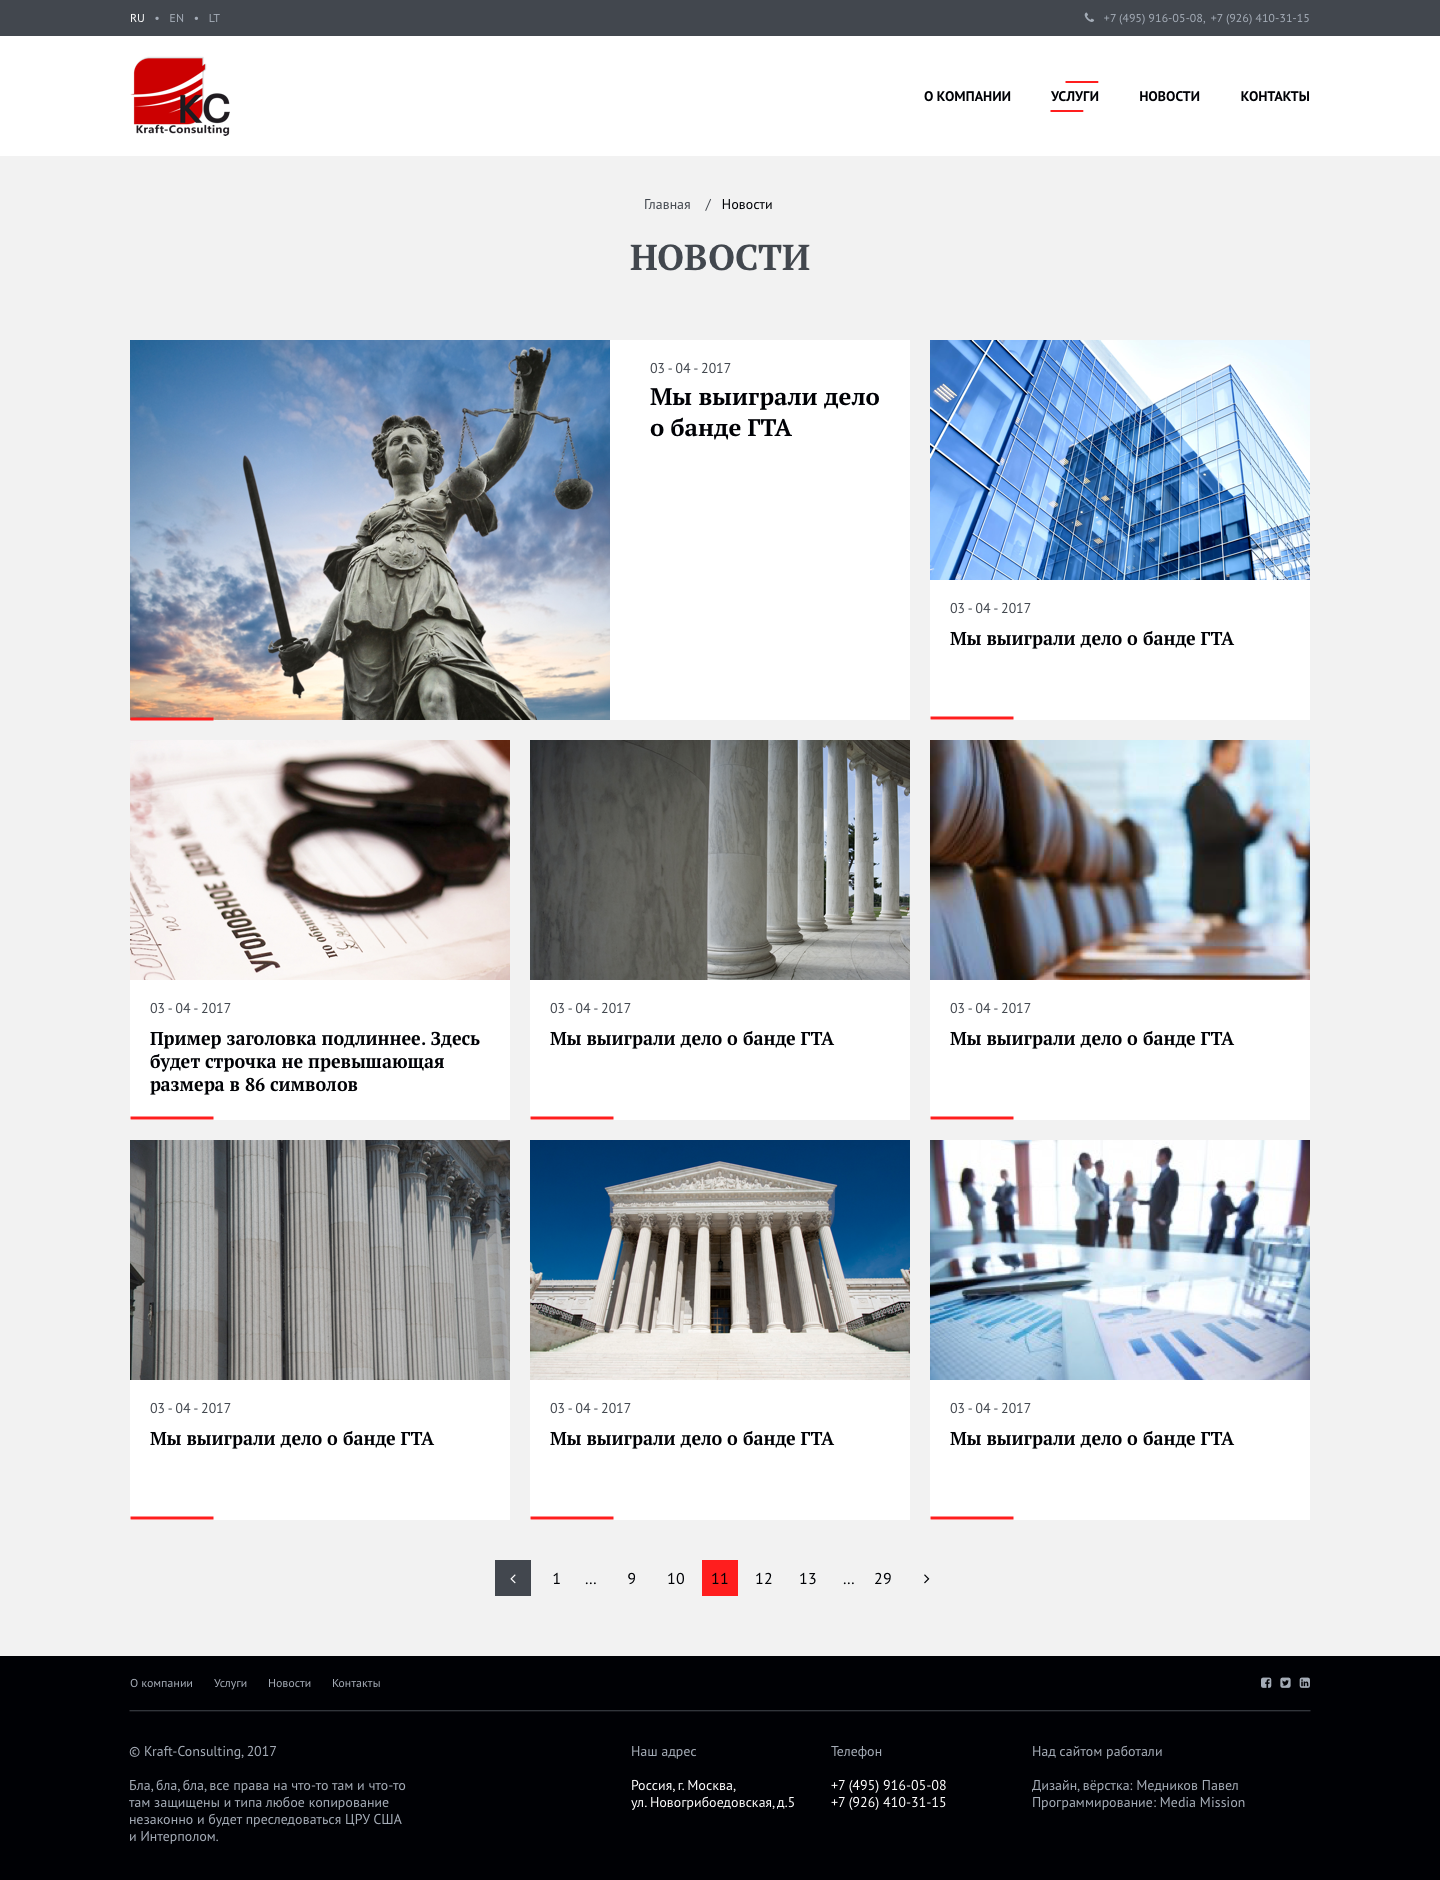 RU • EN • LT
+7 (495) 916-05-08, +7 (926) 410-31-15
КС
Kraft-Consulting
О КОМПАНИИ УСЛУГИ НОВОСТИ КОНТАКТЫ
Главная / Новости
НОВОСТИ
03 - 04 - 2017
Мы выиграли дело
о банде ГТА
03 - 04 - 2017
Мы выиграли дело о банде ГТА
УГОЛОВНОЕ ДЕЛО
03 - 04 - 2017
Пример заголовка подлиннее. Здесь
будет строчка не превышающая
размера в 86 символов
03 - 04 - 2017
Мы выиграли дело о банде ГТА
03 - 04 - 2017
Мы выиграли дело о банде ГТА
03 - 04 - 2017
Мы выиграли дело о банде ГТА
03 - 04 - 2017
Мы выиграли дело о банде ГТА
03 - 04 - 2017
Мы выиграли дело о банде ГТА
1 ... 9 10 11 12 13 ... 29
О компании Услуги Новости Контакты
© Kraft-Consulting, 2017
Бла, бла, бла, все права на что-то там и что-то
там защищены и типа любое копирование
незаконно и будет преследоваться ЦРУ США
и Интерполом.
Наш адрес
Россия, г. Москва,
ул. Новогрибоедовская, д.5
Телефон
+7 (495) 916-05-08
+7 (926) 410-31-15
Над сайтом работали
Дизайн, вёрстка: Медников Павел
Программирование: Media Mission